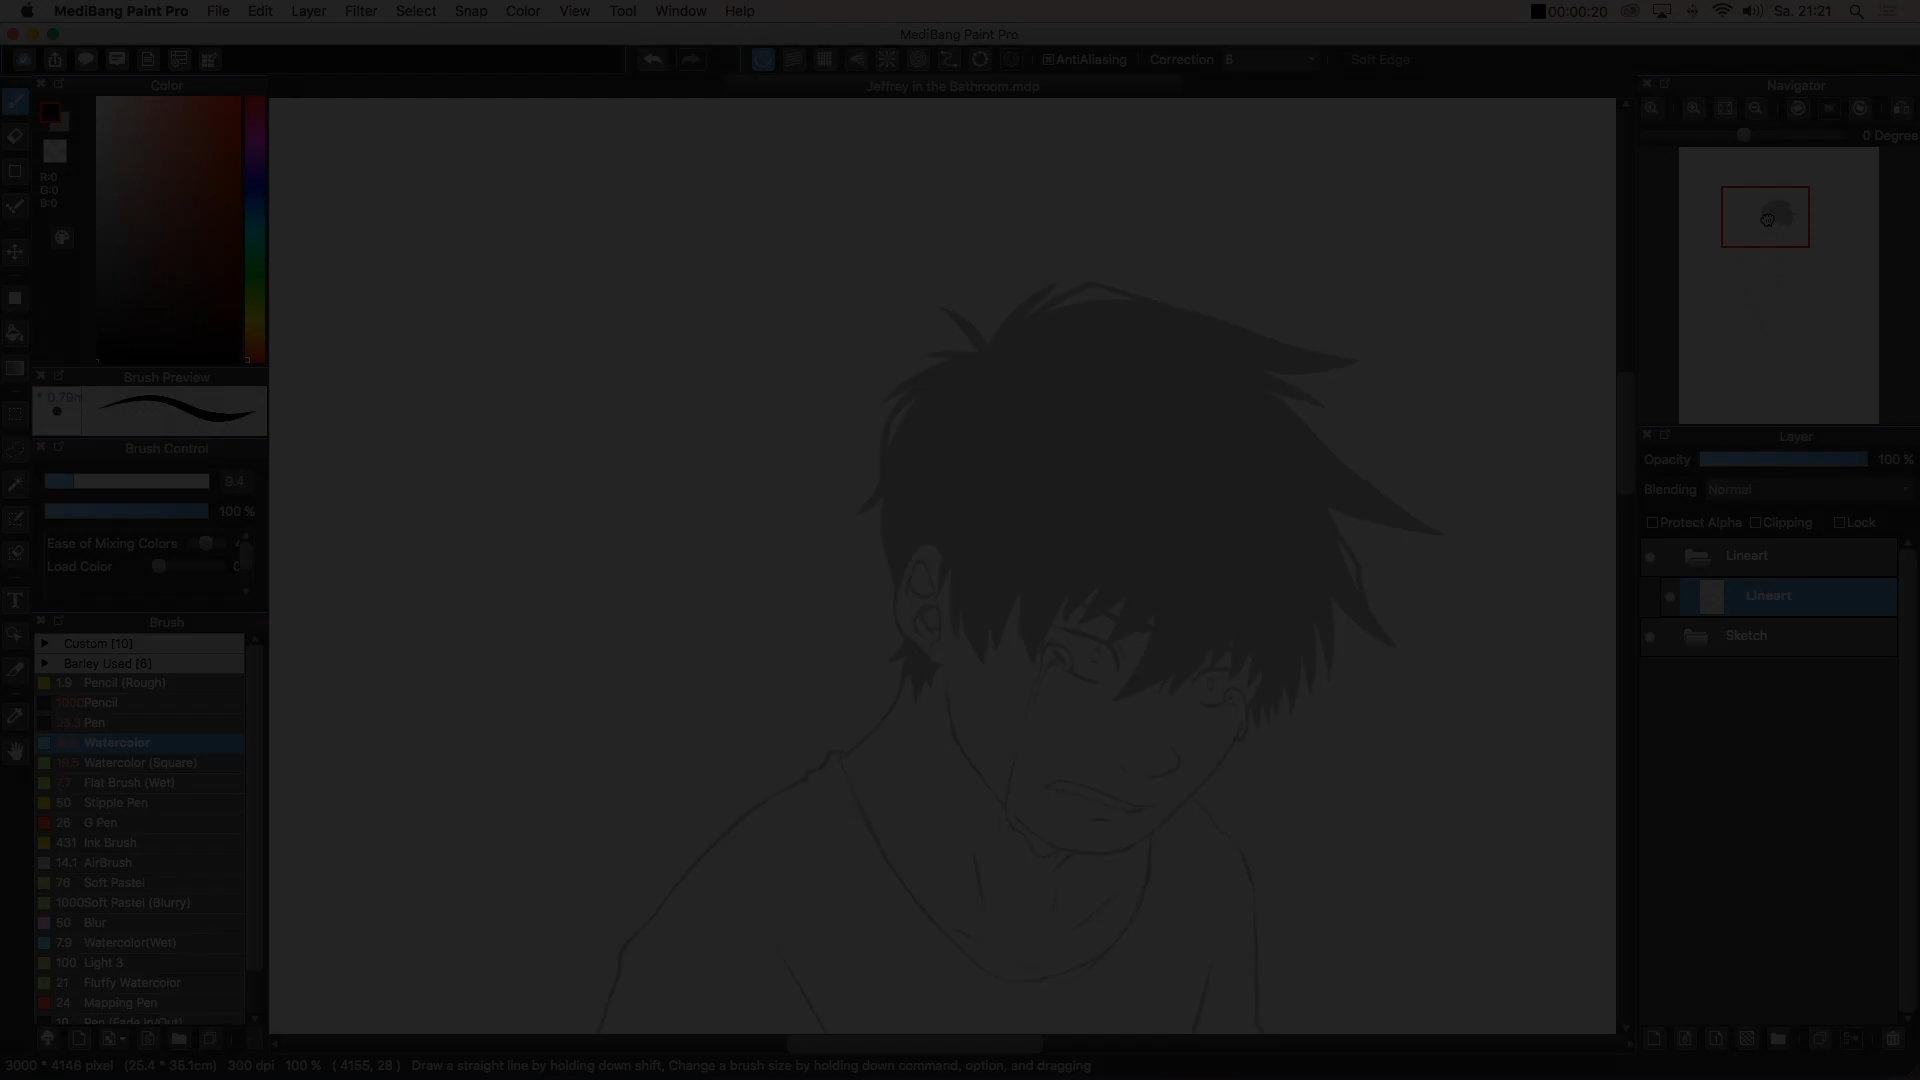 MediBang Paint Pro File Edit Layer Filter Select Snap Color View Tool Window Help 00:00:20 Sa. 21:21
MediBang Paint Pro
AntiAliasing Correction 8 Soft Edge
Jeffrey in the Bathroom.mdp
Color
R:0
G:0
B:0
Brush Preview
Brush Control
9.4
100 %
Ease of Mixing Colors
Load Color
Brush
Custom [10]
Barley Used [6]
1.9 Pencil (Rough)
1000 Pencil
23.3 Pen
Watercolor
Watercolor (Square)
7.7 Flat Brush (Wet)
50 Stipple Pen
26 G Pen
431 Ink Brush
14.1 AirBrush
76 Soft Pastel
1000 Soft Pastel (Blurry)
50 Blur
7.9 Watercolor(Wet)
100 Light 3
21 Fluffy Watercolor
24 Mapping Pen
10 Pen (Fade In/Out)
Navigator
0 Degree
Layer
Opacity 100 %
Blending Normal
Protect Alpha Clipping Lock
Lineart
Lineart
Sketch
3000 * 4146 pixel (25.4 * 35.1cm) 300 dpi 100 % ( 4155, 28 ) Draw a straight line by holding down shift, Change a brush size by holding down command, option, and dragging